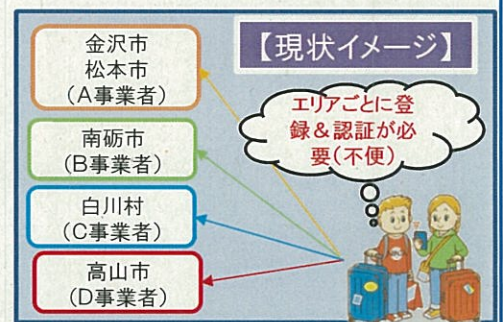 【現状イメージ】
金沢市
松本市
(A事業者)
南砺市
(B事業者)
白川村
(C事業者)
高山市
(D事業者)
エリアごとに登
録&認証が必
要(不便)